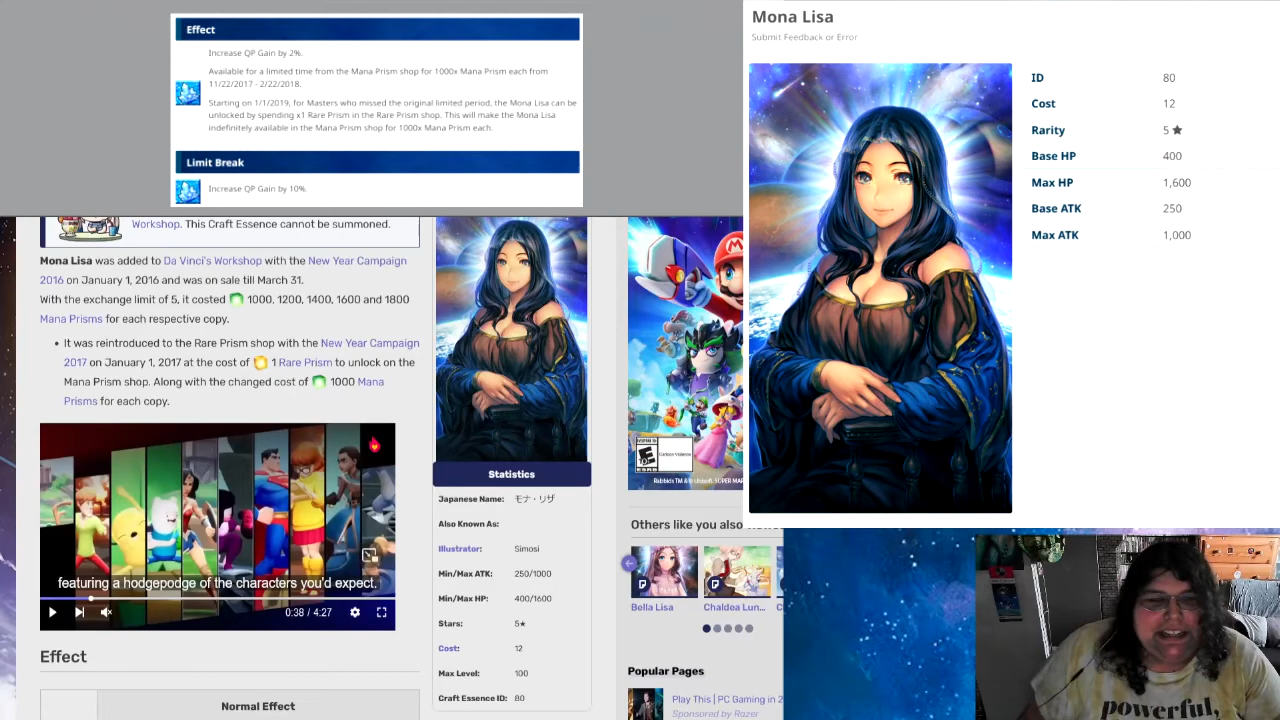 Effect
Increase QP Gain by 2%.
Available for a limited time from the Mana Prism shop for 1000x Mana Prism each from
11/22/2017 - 2/22/2018.
Starting on 1/1/2019, for Masters who missed the original limited period, the Mona Lisa can be
unlocked by spending x1 Rare Prism in the Rare Prism shop. This will make the Mona Lisa
indefinitely available in the Mana Prism shop for 1000x Mana Prism each.
Limit Break
Increase QP Gain by 10%.
Mona Lisa
Submit Feedback or Error
ID 80
Cost 12
Rarity 5 ★
Base HP 400
Max HP 1,600
Base ATK 250
Max ATK 1,000
Workshop. This Craft Essence cannot be summoned.
Mona Lisa was added to Da Vinci's Workshop with the New Year Campaign
2016 on January 1, 2016 and was on sale till March 31.
With the exchange limit of 5, it costed 1000, 1200, 1400, 1600 and 1800
Mana Prisms for each respective copy.
• It was reintroduced to the Rare Prism shop with the New Year Campaign
2017 on January 1, 2017 at the cost of 1 Rare Prism to unlock on the
Mana Prism shop. Along with the changed cost of 1000 Mana
Prisms for each copy.
featuring a hodgepodge of the characters you'd expect.
0:38 / 4:27
Effect
Normal Effect
Statistics
Japanese Name: モナ・リザ
Also Known As:
Illustrator: Simosi
Min/Max ATK: 250/1000
Min/Max HP: 400/1600
Stars: 5★
Cost: 12
Max Level: 100
Craft Essence ID: 80
E
Cartoon Violence
Rabbids TM & © Ubisoft. SUPER MAR
Others like you also
Bella Lisa
Chaldea Lun...
C
Popular Pages
Play This | PC Gaming in 2
Sponsored by Razer
powerful,